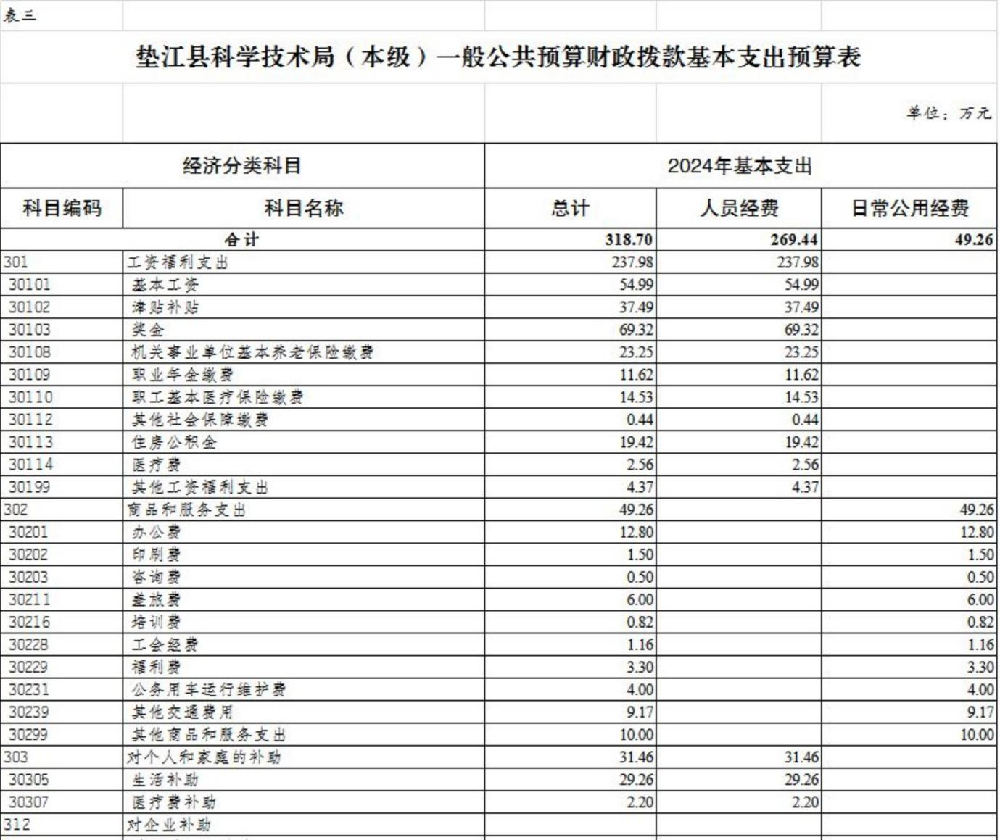 表三
垫江县科学技术局（本级）一般公共预算财政拨款基本支出预算表
单位：万元
经济分类科目 2024年基本支出
科目编码 科目名称 总计 人员经费 日常公用经费
合计 318.70 269.44 49.26
301 工资福利支出 237.98 237.98
30101 基本工资 54.99 54.99
30102 津贴补贴 37.49 37.49
30103 奖金 69.32 69.32
30108 机关事业单位基本养老保险缴费 23.25 23.25
30109 职业年金缴费 11.62 11.62
30110 职工基本医疗保险缴费 14.53 14.53
30112 其他社会保障缴费 0.44 0.44
30113 住房公积金 19.42 19.42
30114 医疗费 2.56 2.56
30199 其他工资福利支出 4.37 4.37
302 商品和服务支出 49.26 49.26
30201 办公费 12.80 12.80
30202 印刷费 1.50 1.50
30203 咨询费 0.50 0.50
30211 差旅费 6.00 6.00
30216 培训费 0.82 0.82
30228 工会经费 1.16 1.16
30229 福利费 3.30 3.30
30231 公务用车运行维护费 4.00 4.00
30239 其他交通费用 9.17 9.17
30299 其他商品和服务支出 10.00 10.00
303 对个人和家庭的补助 31.46 31.46
30305 生活补助 29.26 29.26
30307 医疗费补助 2.20 2.20
312 对企业补助